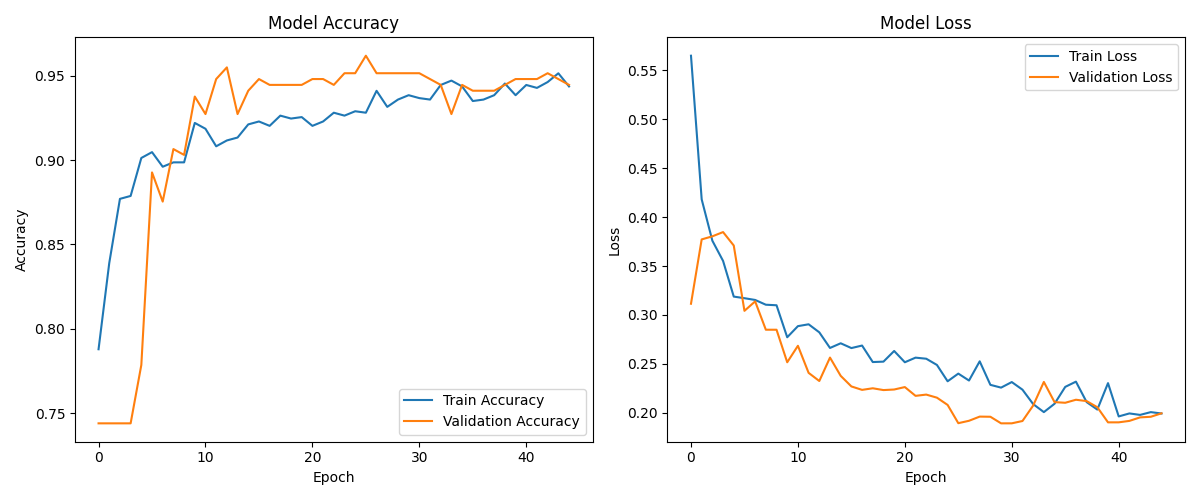 Model Accuracy
Accuracy
0.95
0.90
0.85
0.80
0.75
0 10 20 30 40
Epoch
Train Accuracy
Validation Accuracy
Model Loss
Loss
0.55
0.50
0.45
0.40
0.35
0.30
0.25
0.20
0 10 20 30 40
Epoch
Train Loss
Validation Loss